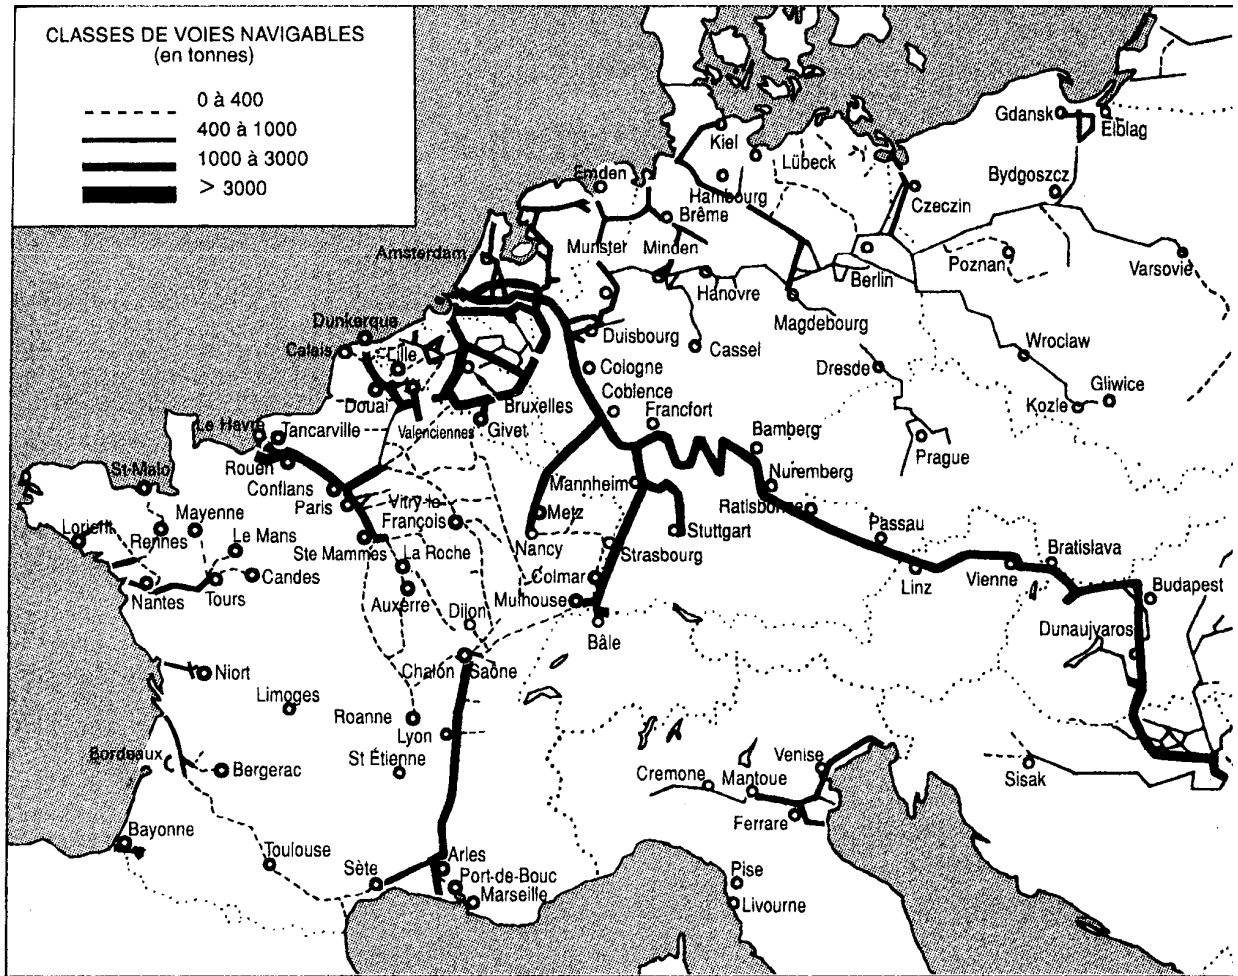 CLASSES DE VOIES NAVIGABLES
(en tonnes)
0 à 400
400 à 1000
1000 à 3000
> 3000
Kiel
Lübeck
Gdansk
Elblag
Emden
Hambourg
Brême
Czeczin
Bydgoszcz
Amsterdam
Munster
Minden
Hanovre
Berlin
Poznan
Varsovie
Magdebourg
Dunkerque
Calais
Lille
Duisbourg
Cassel
Wroclaw
Cologne
Dresde
Coblence
Gliwice
Kozle
Douai
Bruxelles
Valenciennes
Givet
Francfort
Le Havre
Tancarville
Bamberg
Prague
Rouen
St-Malo
Conflans
Mannheim
Nuremberg
Paris
Vitry-le-
François
Metz
Ratisbonne
Mayenne
Lorient
Rennes
Le Mans
Ste Mammes
La Roche
Nancy
Stuttgart
Strasbourg
Passau
Bratislava
Candes
Nantes
Tours
Auxerre
Colmar
Linz
Vienne
Budapest
Mulhouse
Dijon
Bâle
Dunaujvaros
Chalon
Saône
Niort
Limoges
Roanne
Lyon
St Étienne
Bordeaux
Bergerac
Venise
Cremone
Mantoue
Sisak
Ferrare
Bayonne
Toulouse
Sète
Arles
Port-de-Bouc
Marseille
Pise
Livourne